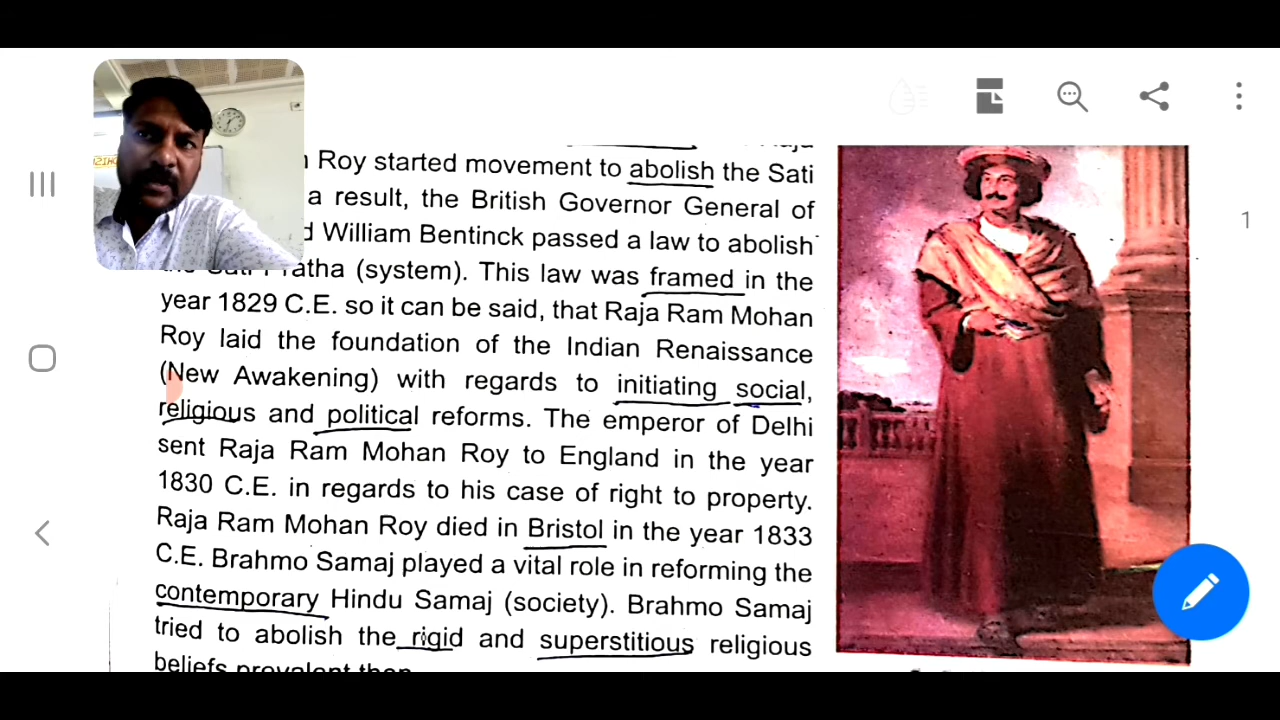 Roy started movement to abolish the Sati
a result, the British Governor General of
William Bentinck passed a law to abolish
(system). This law was framed in the
year 1829 C.E. so it can be said, that Raja Ram Mohan
Roy laid the foundation of the Indian Renaissance
(New Awakening) with regards to initiating social,
religious and political reforms. The emperor of Delhi
sent Raja Ram Mohan Roy to England in the year
1830 C.E. in regards to his case of right to property.
Raja Ram Mohan Roy died in Bristol in the year 1833
C.E. Brahmo Samaj played a vital role in reforming the
contemporary Hindu Samaj (society). Brahmo Samaj
tried to abolish the rigid and superstitious religious
beliefs prevalent
1